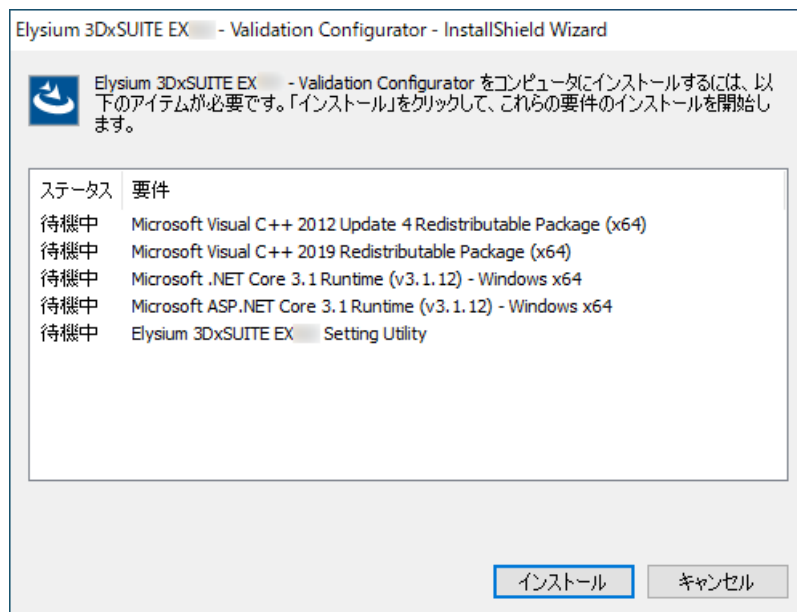 Elysium 3DxSUITE EX - Validation Configurator - InstallShield Wizard
Elysium 3DxSUITE EX - Validation Configurator をコンピュータにインストールするには、以
下のアイテムが必要です。「インストール」をクリックして、これらの要件のインストールを開始し
ます。
ステータス 要件
待機中 Microsoft Visual C++ 2012 Update 4 Redistributable Package (x64)
待機中 Microsoft Visual C++ 2019 Redistributable Package (x64)
待機中 Microsoft .NET Core 3.1 Runtime (v3.1.12) - Windows x64
待機中 Microsoft ASP.NET Core 3.1 Runtime (v3.1.12) - Windows x64
待機中 Elysium 3DxSUITE EX Setting Utility
インストール キャンセル